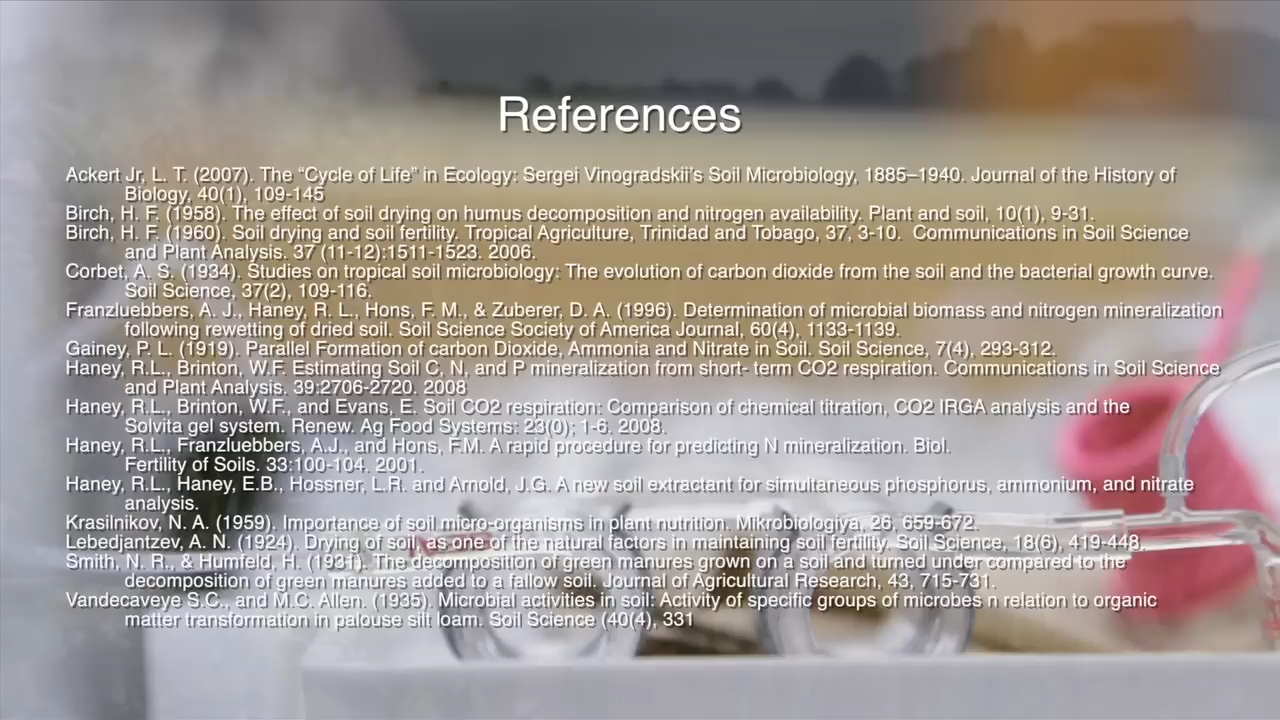 References
Ackert Jr, L. T. (2007). The “Cycle of Life” in Ecology: Sergei Vinogradskii’s Soil Microbiology, 1885–1940. Journal of the History of
Biology, 40(1), 109-145
Birch, H. F. (1958). The effect of soil drying on humus decomposition and nitrogen availability. Plant and soil, 10(1), 9-31.
Birch, H. F. (1960). Soil drying and soil fertility. Tropical Agriculture, Trinidad and Tobago, 37, 3-10. Communications in Soil Science
and Plant Analysis. 37 (11-12):1511-1523. 2006.
Corbet, A. S. (1934). Studies on tropical soil microbiology: The evolution of carbon dioxide from the soil and the bacterial growth curve.
Soil Science, 37(2), 109-116.
Franzluebbers, A. J., Haney, R. L., Hons, F. M., & Zuberer, D. A. (1996). Determination of microbial biomass and nitrogen mineralization
following rewetting of dried soil. Soil Science Society of America Journal, 60(4), 1133-1139.
Gainey, P. L. (1919). Parallel Formation of carbon Dioxide, Ammonia and Nitrate in Soil. Soil Science, 7(4), 293-312.
Haney, R.L., Brinton, W.F. Estimating Soil C, N, and P mineralization from short- term CO2 respiration. Communications in Soil Science
and Plant Analysis. 39:2706-2720. 2008
Haney, R.L., Brinton, W.F., and Evans, E. Soil CO2 respiration: Comparison of chemical titration, CO2 IRGA analysis and the
Solvita gel system. Renew. Ag Food Systems: 23(0); 1-6. 2008.
Haney, R.L., Franzluebbers, A.J., and Hons, F.M. A rapid procedure for predicting N mineralization. Biol.
Fertility of Soils. 33:100-104. 2001.
Haney, R.L., Haney, E.B., Hossner, L.R. and Arnold, J.G. A new soil extractant for simultaneous phosphorus, ammonium, and nitrate
analysis.
Krasilnikov, N. A. (1959). Importance of soil micro-organisms in plant nutrition. Mikrobiologiya, 26, 659-672.
Lebedjantzev, A. N. (1924). Drying of soil, as one of the natural factors in maintaining soil fertility. Soil Science, 18(6), 419-448.
Smith, N. R., & Humfeld, H. (1931). The decomposition of green manures grown on a soil and turned under compared to the
decomposition of green manures added to a fallow soil. Journal of Agricultural Research, 43, 715-731.
Vandecaveye S.C., and M.C. Allen. (1935). Microbial activities in soil: Activity of specific groups of microbes n relation to organic
matter transformation in palouse silt loam. Soil Science (40(4), 331